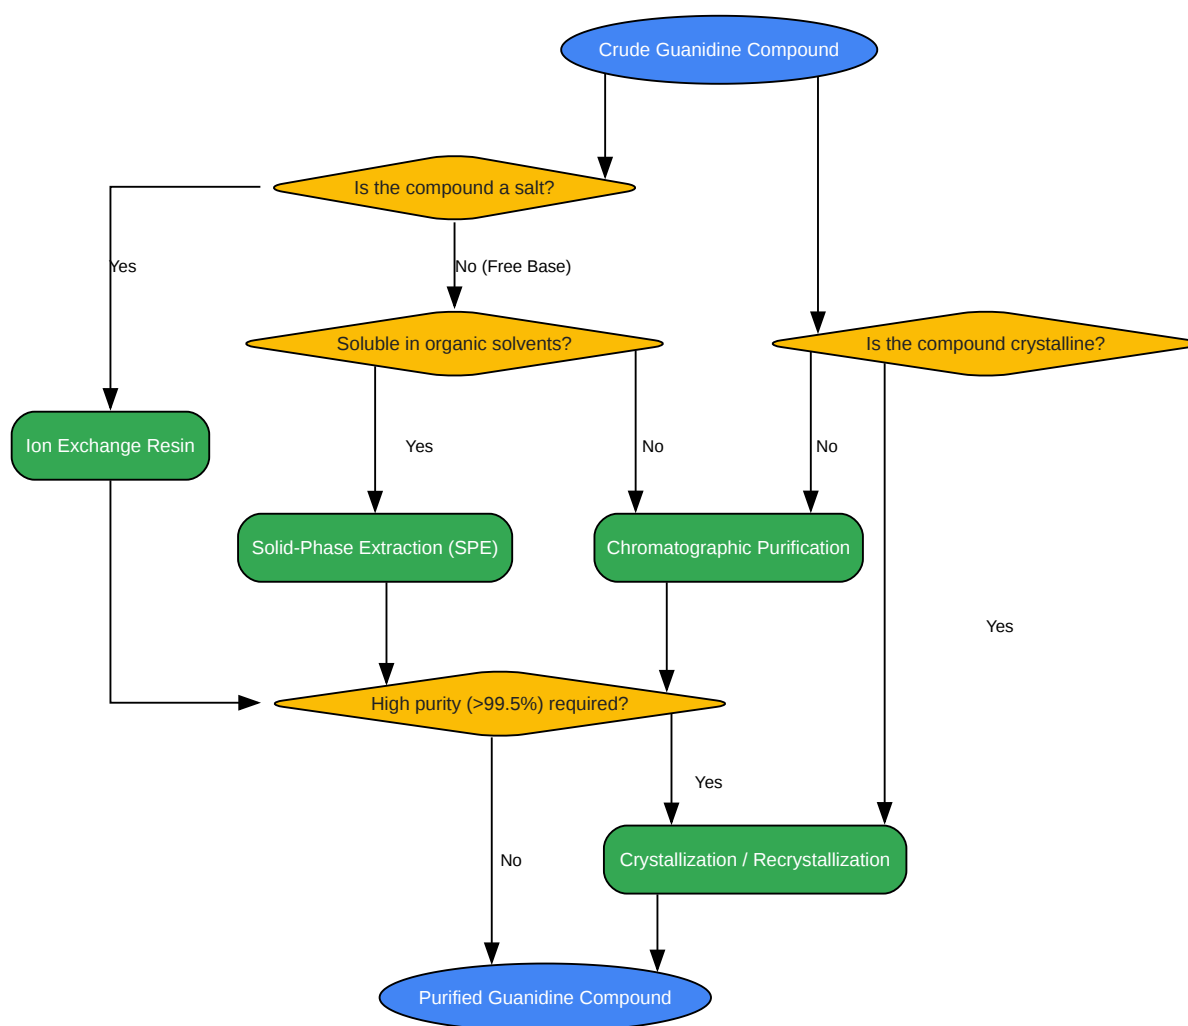 Crude Guanidine Compound
Is the compound a salt?
Yes
No (Free Base)
Soluble in organic solvents?
Is the compound crystalline?
Ion Exchange Resin
Yes
No
No
Solid-Phase Extraction (SPE)
Chromatographic Purification
Yes
High purity (>99.5%) required?
Yes
No
Crystallization / Recrystallization
Purified Guanidine Compound